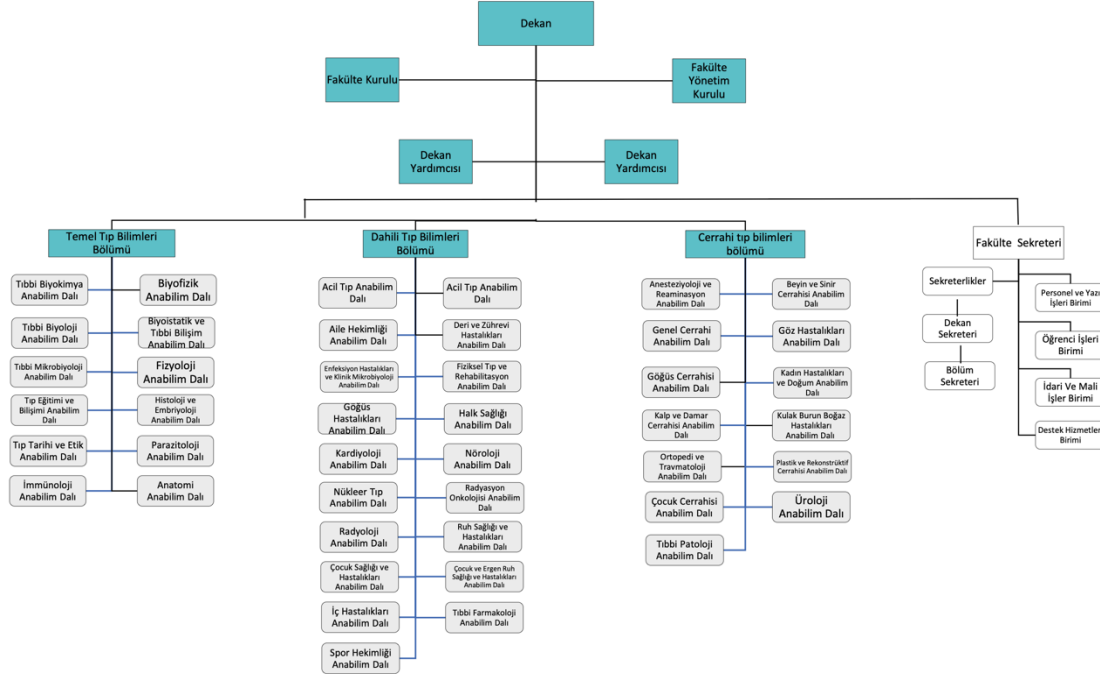 Dekan
Fakülte Kurulu
Fakülte
Yönetim
Kurulu
Dekan
Yardımcısı
Dekan
Yardımcısı
Temel Tıp Bilimleri
Bölümü
Tıbbi Biyokimya
Anabilim Dalı
Biyofizik
Anabilim Dalı
Tıbbi Biyoloji
Anabilim Dalı
Biyoistatik ve
Tıbbi Bilişim
Anabilim Dalı
Tıbbi Mikrobiyoloji
Anabilim Dalı
Fizyoloji
Anabilim Dalı
Tıp Eğitimi ve
Bilişimi Anabilim
Dalı
Histoloji ve
Embriyoloji
Anabilim Dalı
Tıp Tarihi ve Etik
Anabilim Dalı
Parazitoloji
Anabilim Dalı
İmmünoloji
Anabilim Dalı
Anatomi
Anabilim Dalı
Dahili Tıp Bilimleri
Bölümü
Acil Tıp Anabilim
Dalı
Acil Tıp Anabilim
Dalı
Aile Hekimliği
Anabilim Dalı
Deri ve Zührevi
Hastalıkları
Anabilim Dalı
Enfeksiyon Hastalıkları
ve Klinik Mikrobiyoloji
Anabilim Dalı
Fiziksel Tıp ve
Rehabilitasyon
Anabilim Dalı
Göğüs
Hastalıkları
Anabilim Dalı
Halk Sağlığı
Anabilim Dalı
Kardiyoloji
Anabilim Dalı
Nöroloji
Anabilim Dalı
Nükleer Tıp
Anabilim Dalı
Radyasyon
Onkolojisi Anabilim
Dalı
Radyoloji
Anabilim Dalı
Ruh Sağlığı ve
Hastalıkları
Anabilim Dalı
Çocuk Sağlığı ve
Hastalıkları
Anabilim Dalı
Çocuk ve Ergen Ruh
Sağlığı ve Hastalıkları
Anabilim Dalı
İç Hastalıkları
Anabilim Dalı
Tıbbi Farmakoloji
Anabilim Dalı
Spor Hekimliği
Anabilim Dalı
Cerrahi tıp bilimleri
bölümü
Anesteziyoloji ve
Reaminasyon
Anabilim Dalı
Beyin ve Sinir
Cerrahisi Anabilim
Dalı
Genel Cerrahi
Anabilim Dalı
Göz Hastalıkları
Anabilim Dalı
Göğüs Cerrahisi
Anabilim Dalı
Kadın Hastalıkları
ve Doğum Anabilim
Dalı
Kalp ve Damar
Cerrahisi Anabilim
Dalı
Kulak Burun Boğaz
Hastalıkları
Anabilim Dalı
Ortopedi ve
Travmatoloji
Anabilim Dalı
Plastik ve Rekonstrüktif
Cerrahisi Anabilim Dalı
Çocuk Cerrahisi
Anabilim Dalı
Üroloji
Anabilim Dalı
Tıbbi Patoloji
Anabilim Dalı
Fakülte Sekreteri
Sekreterlikler
Dekan
Sekreteri
Bölüm
Sekreteri
Personel ve Yazı
İşleri Birimi
Öğrenci İşleri
Birimi
İdari Ve Mali
İşler Birimi
Destek Hizmetler
Birimi